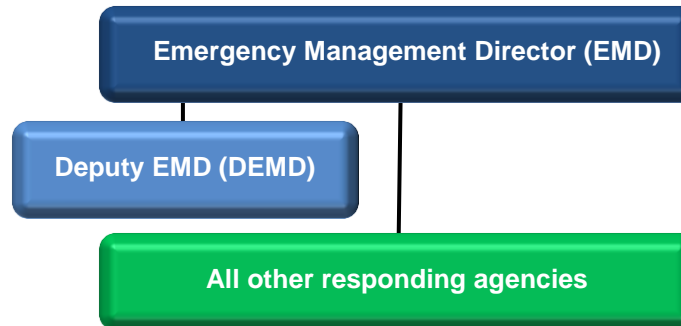 Emergency Management Director (EMD)
Deputy EMD (DEMD)
All other responding agencies